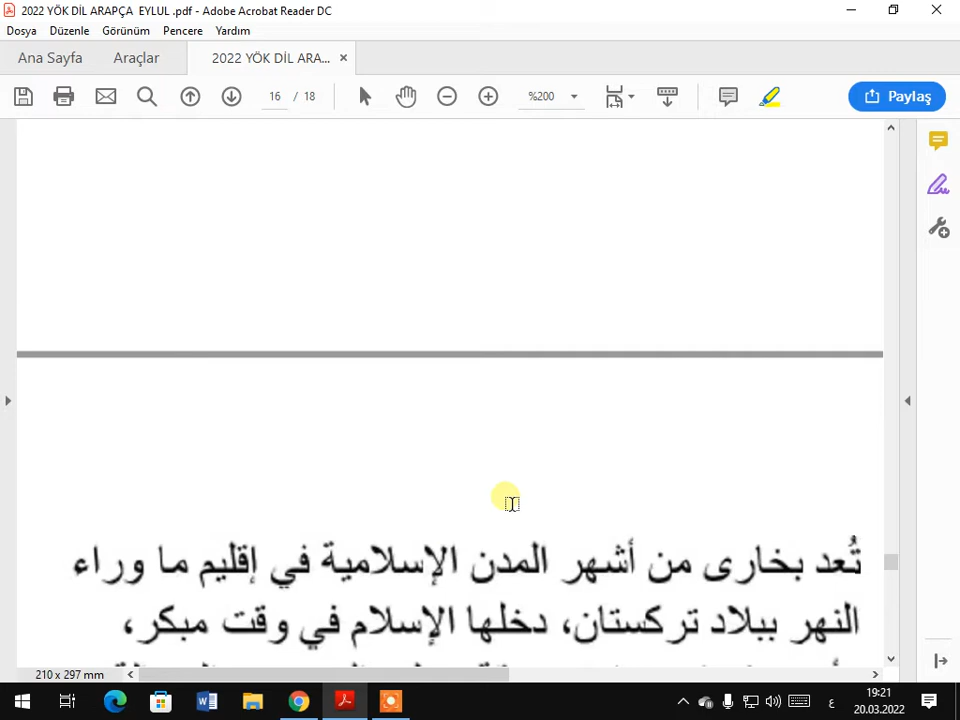 2022 YÖK DİL ARAPÇA EYLUL .pdf - Adobe Acrobat Reader DC
Dosya Düzenle Görünüm Pencere Yardım
Ana Sayfa Araçlar 2022 YÖK DİL ARA...
16 / 18 %200 Paylaş
تُعد بخارى من أشهر المدن الإسلامية في إقليم ما وراء
النهر ببلاد تركستان، دخلها الإسلام في وقت مبكر،
210 x 297 mm
ع 19:21
20.03.2022